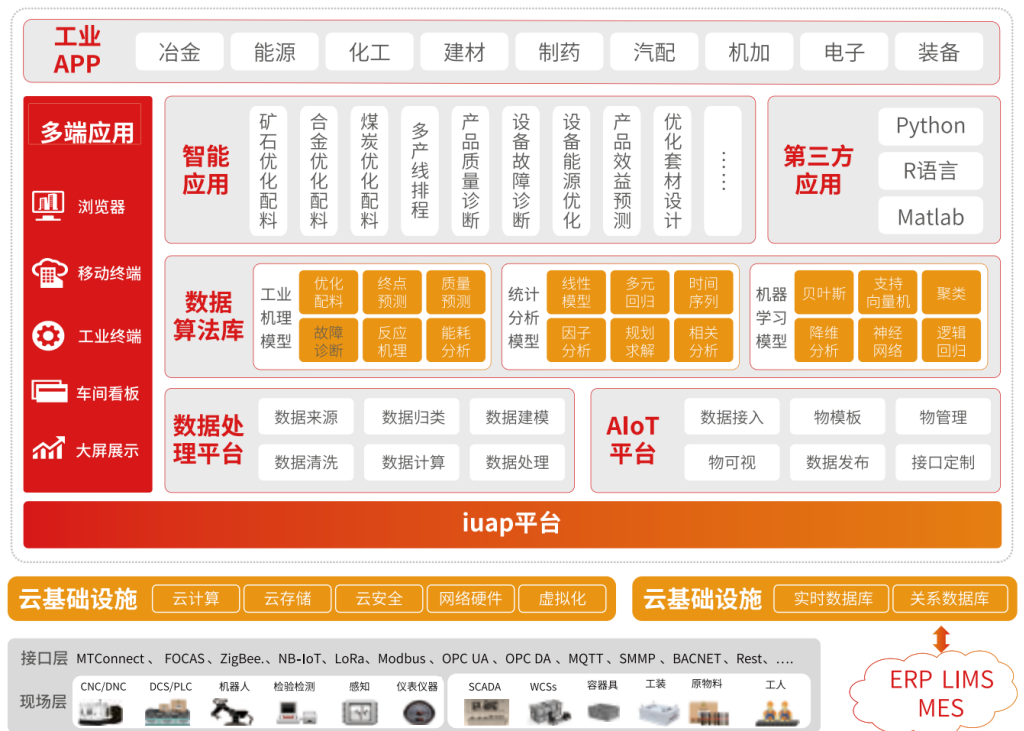 工业
APP
冶金
能源
化工
建材
制药
汽配
机加
电子
装备
多端应用
浏览器
移动终端
工业终端
车间看板
大屏展示
智能
应用
矿石优化配料
合金优化配料
煤炭优化配料
多产线排程
产品质量诊断
设备故障诊断
设备能源优化
产品效益预测
优化套材设计
……
第三方
应用
Python
R语言
Matlab
数据
算法库
工业
机理
模型
优化
配料
终点
预测
质量
预测
故障
诊断
反应
机理
能耗
分析
统计
分析
模型
线性
模型
多元
回归
时间
序列
因子
分析
规划
求解
相关
分析
机器
学习
模型
贝叶斯
支持
向量机
聚类
降维
分析
神经
网络
逻辑
回归
数据处
理平台
数据来源
数据归类
数据建模
数据清洗
数据计算
数据处理
AIoT
平台
数据接入
物模板
物管理
物可视
数据发布
接口定制
iuap平台
云基础设施
云计算
云存储
云安全
网络硬件
虚拟化
云基础设施
实时数据库
关系数据库
接口层 MTConnect 、 FOCAS 、ZigBee.、NB-IoT、LoRa、Modbus 、OPC UA 、OPC DA 、MQTT 、SMMP 、BACNET 、Rest、….
现场层
CNC/DNC
DCS/PLC
机器人
检验检测
感知
仪表仪器
SCADA
WCSs
容器具
工装
原物料
工人
ERP LIMS
MES